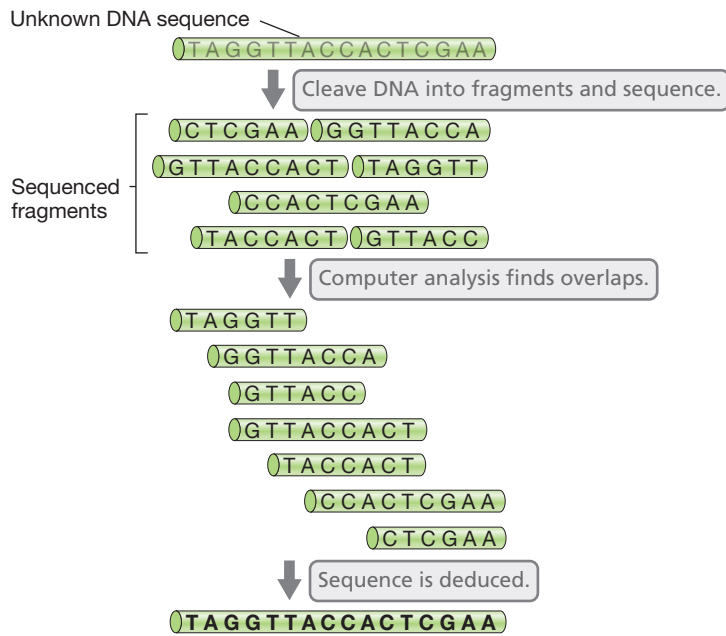 Unknown DNA sequence
TAGGTTACCACTCGAA
Cleave DNA into fragments and sequence.
CTCGAA GGTTACCA
GTTACCACT TAGGTT
Sequenced
fragments
CCACTCGAA
TACCACT GTTACC
Computer analysis finds overlaps.
TAGGTT
GGTTACCA
GTTACC
GTTACCACT
TACCACT
CCACTCGAA
CTCGAA
Sequence is deduced.
TAGGTTACCACTCGAA